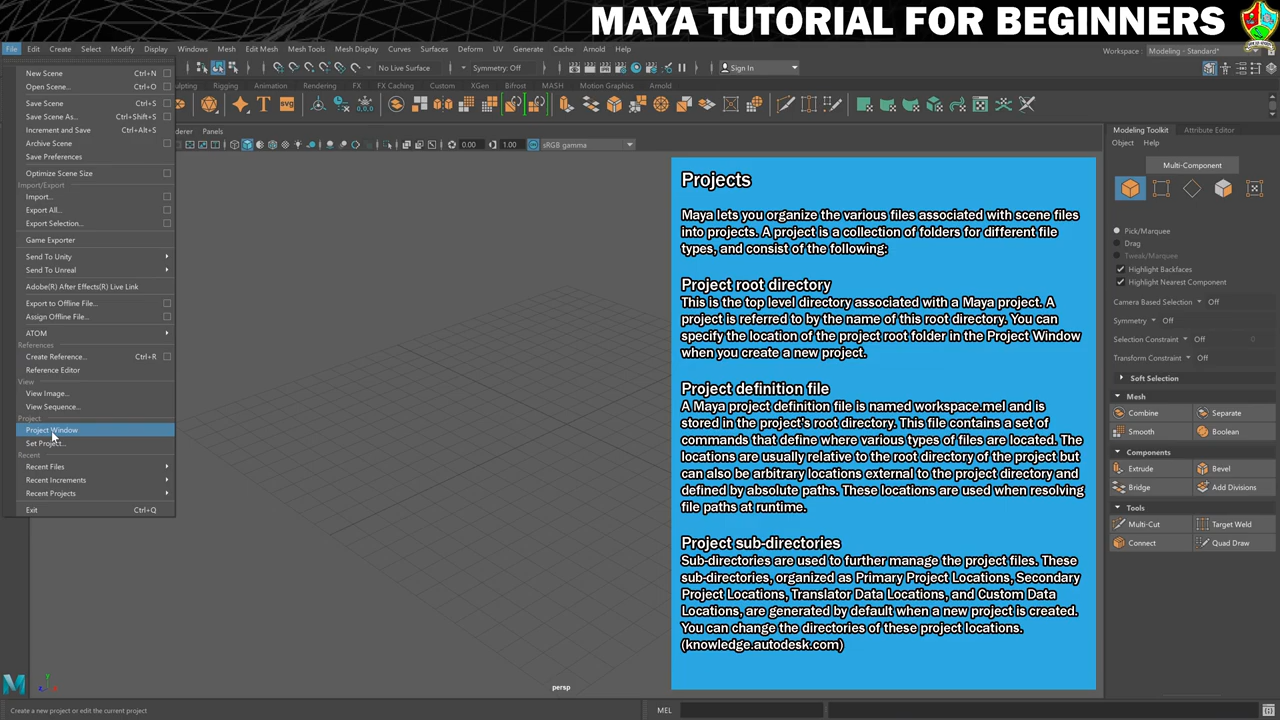 MAYA TUTORIAL FOR BEGINNERS
File Edit Create Select Modify Display Windows Mesh Edit Mesh Mesh Tools Mesh Display Curves Surfaces Deform UV Generate Cache Arnold Help
Workspace: Modeling - Standard*
No Live Surface
Symmetry: Off
Sign In
Rigging Rendering FX FX Caching Custom XGen Bifrost MASH Motion Graphics Arnold
Panels
0.00
1.00
sRGB gamma
New Scene Ctrl+N
Open Scene... Ctrl+O
Save Scene Ctrl+S
Save Scene As... Ctrl+Shift+S
Increment and Save Ctrl+Alt+S
Archive Scene
Save Preferences
Optimize Scene Size
Import/Export
Import...
Export All...
Export Selection...
Game Exporter
Send To Unity
Send To Unreal
Adobe(R) After Effects(R) Live Link
Export to Offline File...
Assign Offline File...
ATOM
References
Create Reference... Ctrl+R
Reference Editor
View
View Image...
View Sequence...
Project
Project Window
Set Project...
Recent
Recent Files
Recent Increments
Recent Projects
Exit Ctrl+Q
Projects
Maya lets you organize the various files associated with scene files
into projects. A project is a collection of folders for different file
types, and consist of the following:
Project root directory
This is the top level directory associated with a Maya project. A
project is referred to by the name of this root directory. You can
specify the location of the project root folder in the Project Window
when you create a new project.
Project definition file
A Maya project definition file is named workspace.mel and is
stored in the project's root directory. This file contains a set of
commands that define where various types of files are located. The
locations are usually relative to the root directory of the project but
can also be arbitrary locations external to the project directory and
defined by absolute paths. These locations are used when resolving
file paths at runtime.
Project sub-directories
Sub-directories are used to further manage the project files. These
sub-directories, organized as Primary Project Locations, Secondary
Project Locations, Translator Data Locations, and Custom Data
Locations, are generated by default when a new project is created.
You can change the directories of these project locations.
(knowledge.autodesk.com)
Modeling Toolkit Attribute Editor
Object Help
Multi-Component
Pick/Marquee
Drag
Tweak/Marquee
Highlight Backfaces
Highlight Nearest Component
Camera Based Selection Off
Symmetry Off
Selection Constraint Off 0
Transform Constraint Off
Soft Selection
Mesh
Combine Separate
Smooth Boolean
Components
Extrude Bevel
Bridge Add Divisions
Tools
Multi-Cut Target Weld
Connect Quad Draw
persp
y
z
Create a new project or edit the current project
MEL